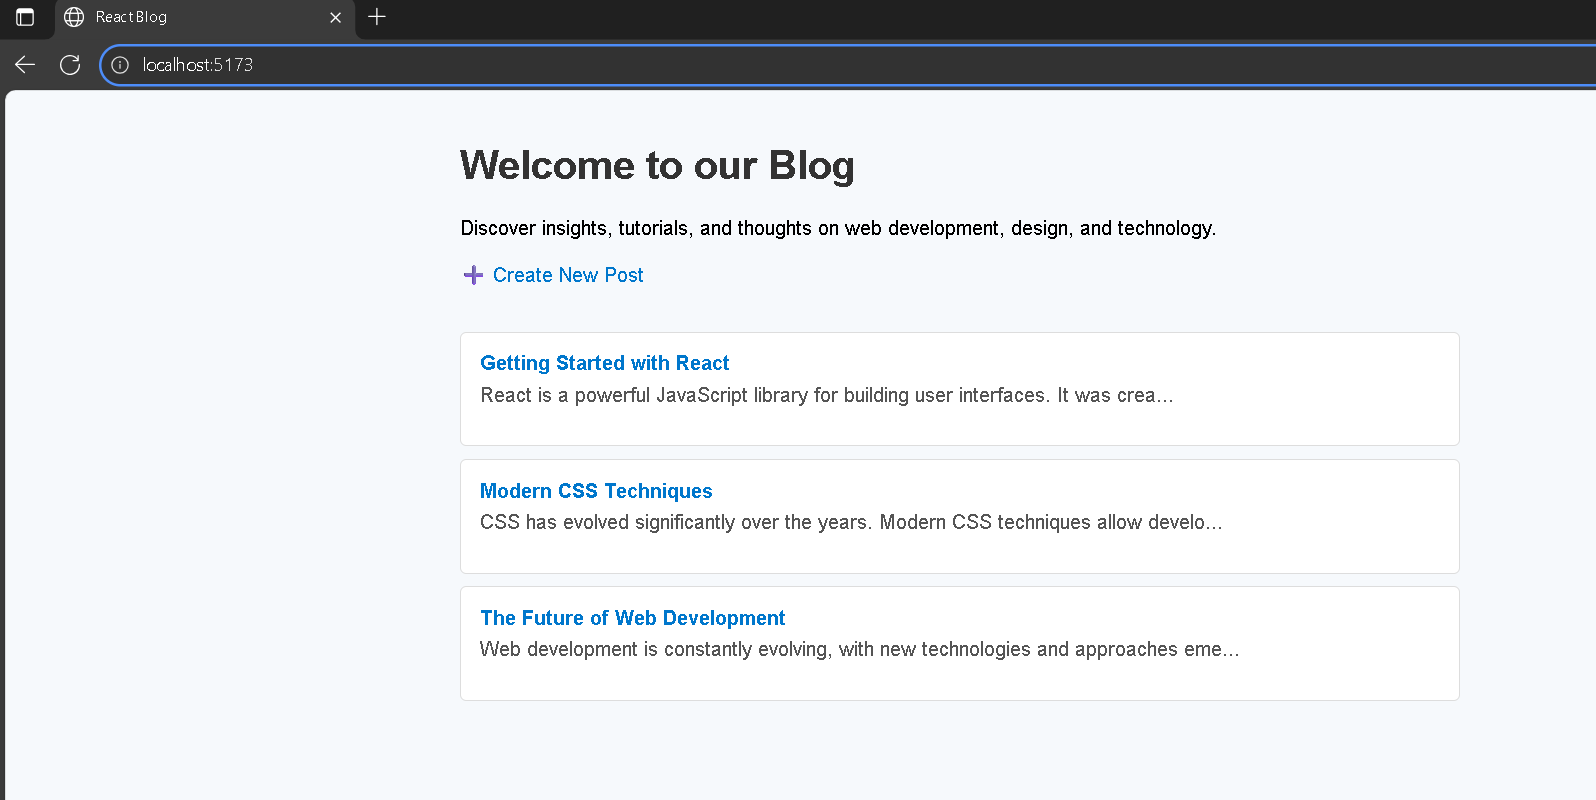 React Blog
localhost:5173
Welcome to our Blog
Discover insights, tutorials, and thoughts on web development, design, and technology.
➕ Create New Post
Getting Started with React
React is a powerful JavaScript library for building user interfaces. It was crea...
Modern CSS Techniques
CSS has evolved significantly over the years. Modern CSS techniques allow develo...
The Future of Web Development
Web development is constantly evolving, with new technologies and approaches eme...